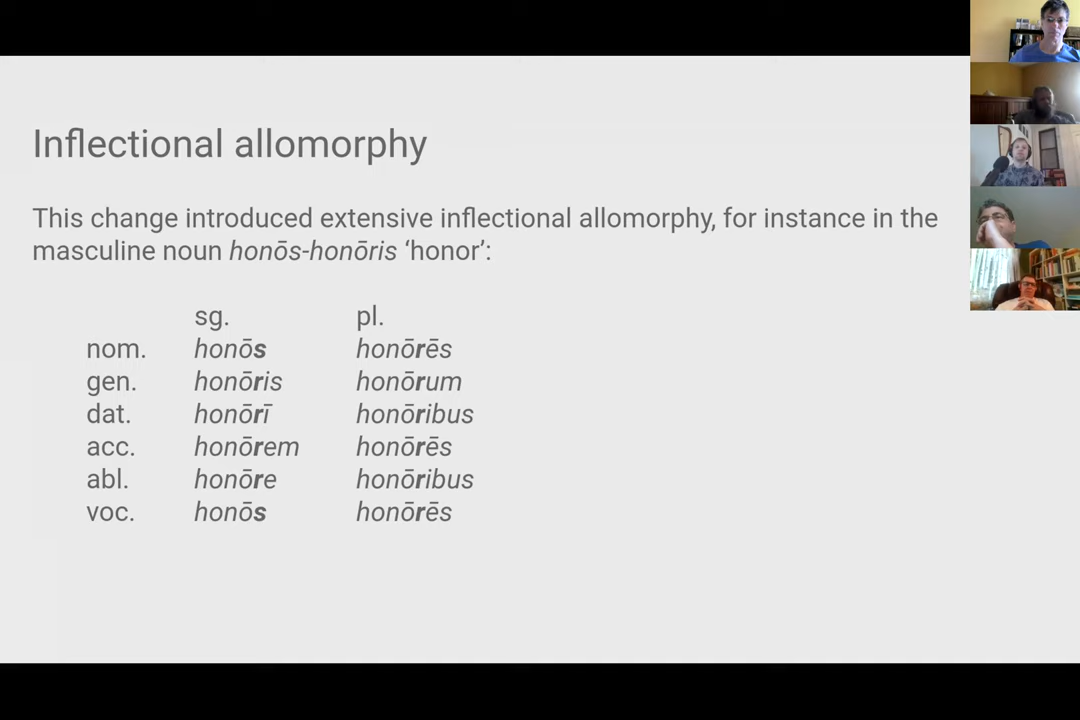 Inflectional allomorphy
This change introduced extensive inflectional allomorphy, for instance in the
masculine noun honōs-honōris ‘honor’:
sg. pl.
nom. honōs honōrēs
gen. honōris honōrum
dat. honōrī honōribus
acc. honōrem honōrēs
abl. honōre honōribus
voc. honōs honōrēs